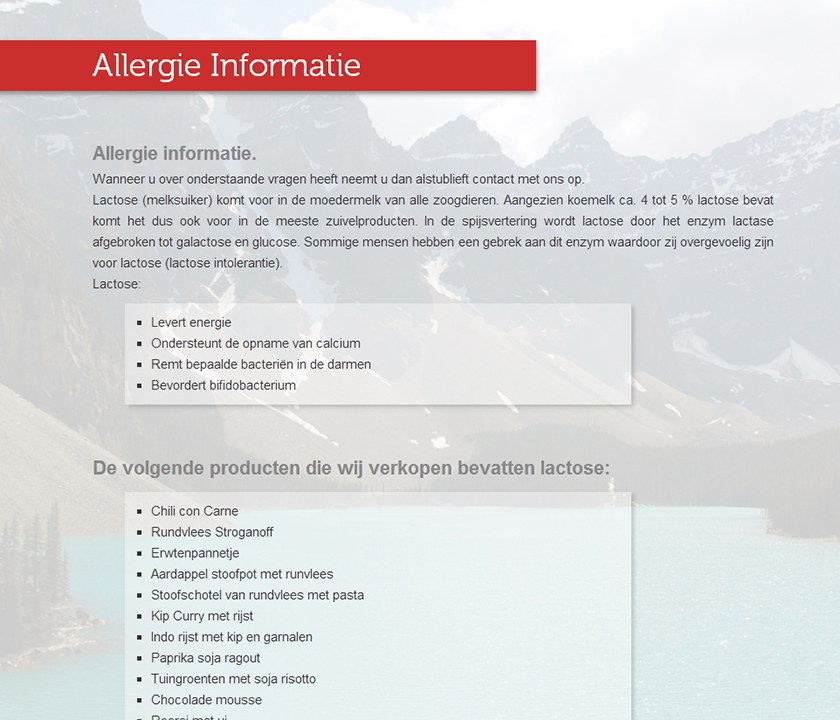 Allergie Informatie
Allergie informatie.
Wanneer u over onderstaande vragen heeft neemt u dan alstublieft contact met ons op.
Lactose (melksuiker) komt voor in de moedermelk van alle zoogdieren. Aangezien koemelk ca. 4 tot 5 % lactose bevat
komt het dus ook voor in de meeste zuivelproducten. In de spijsvertering wordt lactose door het enzym lactase
afgebroken tot galactose en glucose. Sommige mensen hebben een gebrek aan dit enzym waardoor zij overgevoelig zijn
voor lactose (lactose intolerantie).
Lactose:
Levert energie
Ondersteunt de opname van calcium
Remt bepaalde bacteriën in de darmen
Bevordert bifidobacterium
De volgende producten die wij verkopen bevatten lactose:
Chili con Carne
Rundvlees Stroganoff
Erwtenpannetje
Aardappel stoofpot met runvlees
Stoofschotel van rundvlees met pasta
Kip Curry met rijst
Indo rijst met kip en garnalen
Paprika soja ragout
Tuingroenten met soja risotto
Chocolade mousse